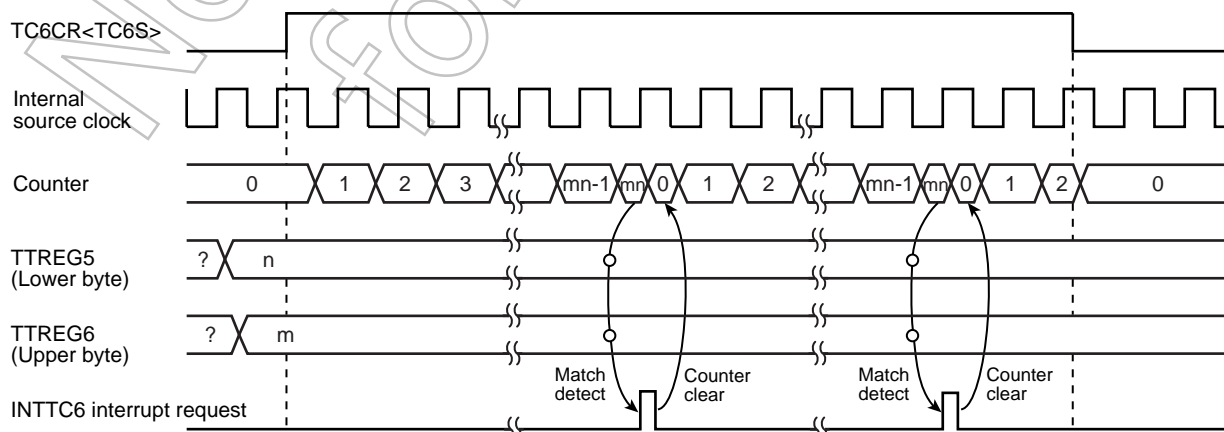 TC6CR<TC6S>
Internal
source clock
Counter
0 1 2 3 mn-1 mn 0 1 2 mn-1 mn 0 1 2 0
TTREG5
(Lower byte)
? n
TTREG6
(Upper byte)
? m
Match
detect
Counter
clear
Match
detect
Counter
clear
INTTC6 interrupt request